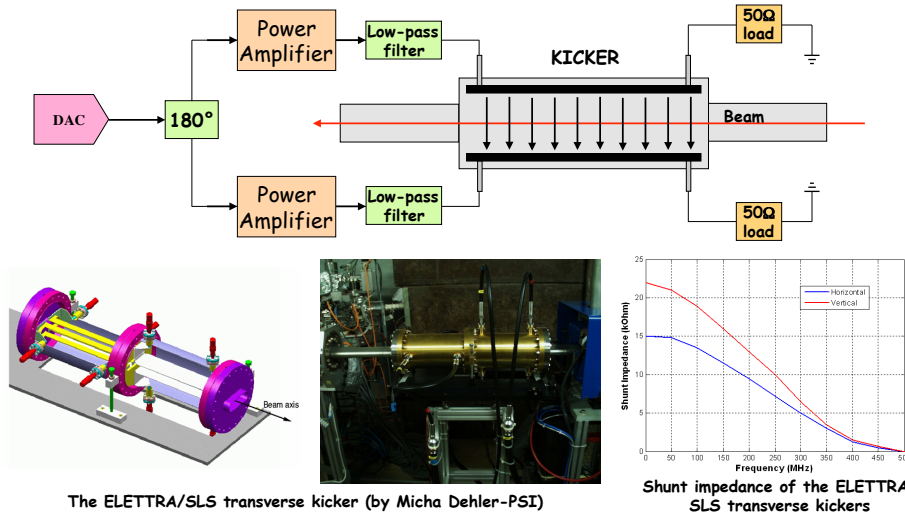 Power
Amplifier
Low-pass
filter
50Ω
load
KICKER
DAC
180°
Beam
Power
Amplifier
Low-pass
filter
50Ω
load
Beam axis
25
20
15
10
5
0
0 50 100 150 200 250 300 350 400 450 500
Shunt Impedance (kOhm)
Frequency (MHz)
Horizontal
Vertical
The ELETTRA/SLS transverse kicker (by Micha Dehler-PSI)
Shunt impedance of the ELETTRA/
SLS transverse kickers